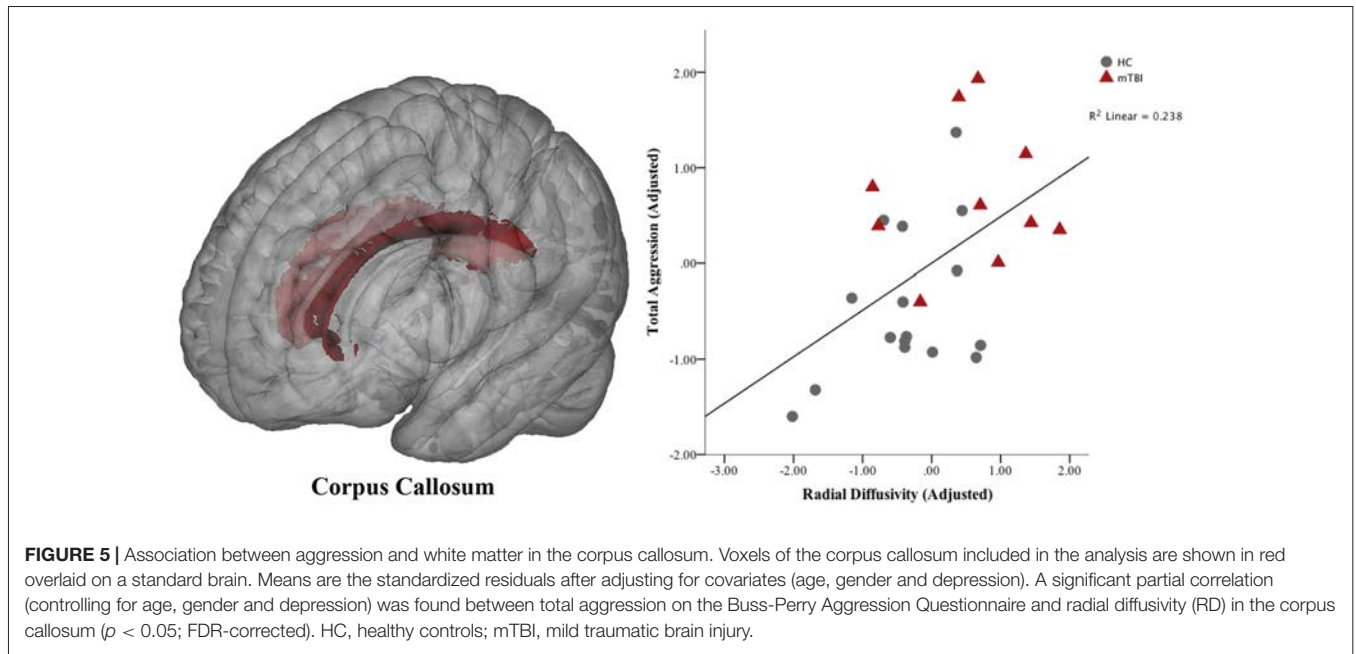 2.00
1.00
.00
-1.00
-2.00
Total Aggression (Adjusted)
HC
mTBI
R² Linear = 0.238
-3.00 -2.00 -1.00 .00 1.00 2.00
Radial Diffusivity (Adjusted)
Corpus Callosum
FIGURE 5 | Association between aggression and white matter in the corpus callosum. Voxels of the corpus callosum included in the analysis are shown in red
overlaid on a standard brain. Means are the standardized residuals after adjusting for covariates (age, gender and depression). A significant partial correlation
(controlling for age, gender and depression) was found between total aggression on the Buss-Perry Aggression Questionnaire and radial diffusivity (RD) in the corpus
callosum (p < 0.05; FDR-corrected). HC, healthy controls; mTBI, mild traumatic brain injury.